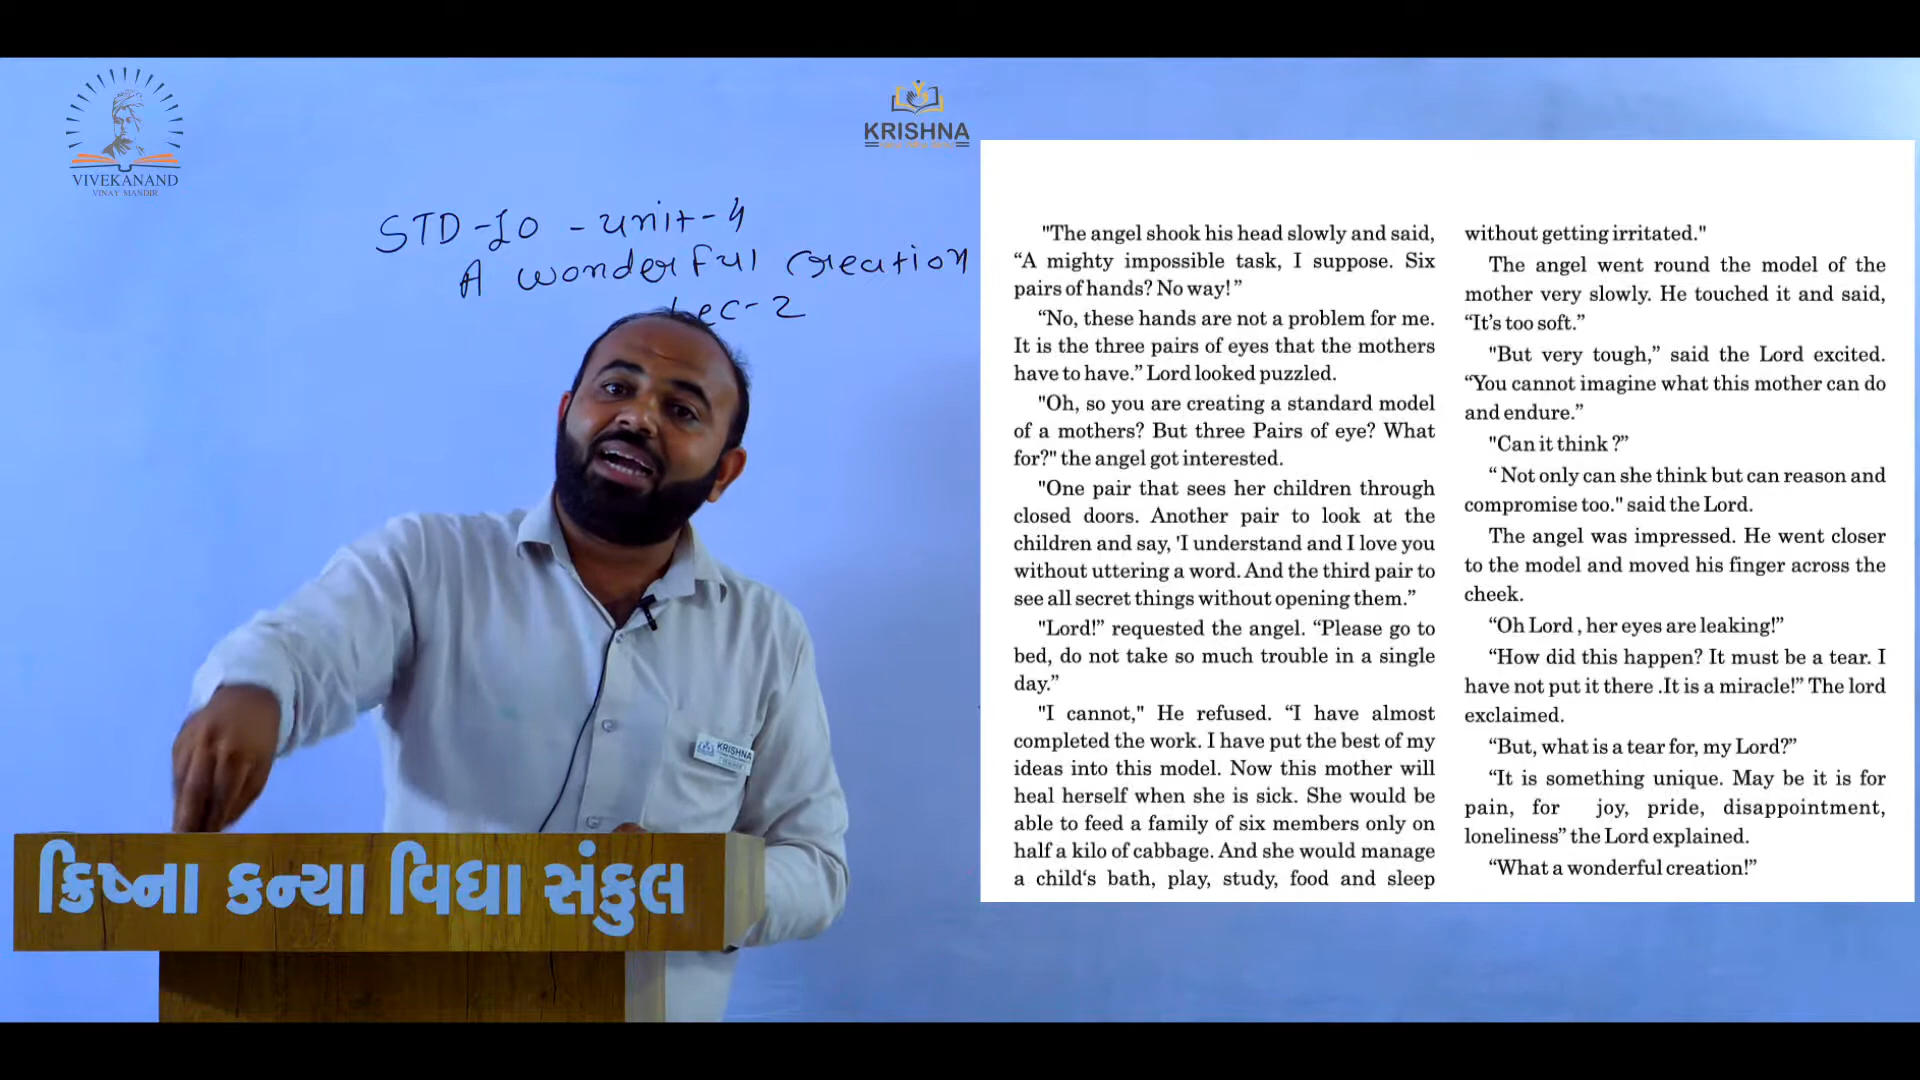 VIVEKANAND
VINAY MANDIR
KRISHNA
STD-10 - unit-4
A wonderful creation
Lec-2
"The angel shook his head slowly and said,
“A mighty impossible task, I suppose. Six
pairs of hands? No way!”
“No, these hands are not a problem for me.
It is the three pairs of eyes that the mothers
have to have.” Lord looked puzzled.
"Oh, so you are creating a standard model
of a mothers? But three Pairs of eye? What
for?" the angel got interested.
"One pair that sees her children through
closed doors. Another pair to look at the
children and say, 'I understand and I love you
without uttering a word. And the third pair to
see all secret things without opening them.”
"Lord!” requested the angel. “Please go to
bed, do not take so much trouble in a single
day.”
"I cannot," He refused. “I have almost
completed the work. I have put the best of my
ideas into this model. Now this mother will
heal herself when she is sick. She would be
able to feed a family of six members only on
half a kilo of cabbage. And she would manage
a child‘s bath, play, study, food and sleep
without getting irritated."
The angel went round the model of the
mother very slowly. He touched it and said,
“It’s too soft.”
"But very tough,” said the Lord excited.
“You cannot imagine what this mother can do
and endure.”
"Can it think ?”
“ Not only can she think but can reason and
compromise too." said the Lord.
The angel was impressed. He went closer
to the model and moved his finger across the
cheek.
“Oh Lord , her eyes are leaking!”
“How did this happen? It must be a tear. I
have not put it there .It is a miracle!” The lord
exclaimed.
“But, what is a tear for, my Lord?”
“It is something unique. May be it is for
pain, for joy, pride, disappointment,
loneliness” the Lord explained.
“What a wonderful creation!”
KRISHNA
ક્રિષ્ના કન્યા વિદ્યા સંકુલ